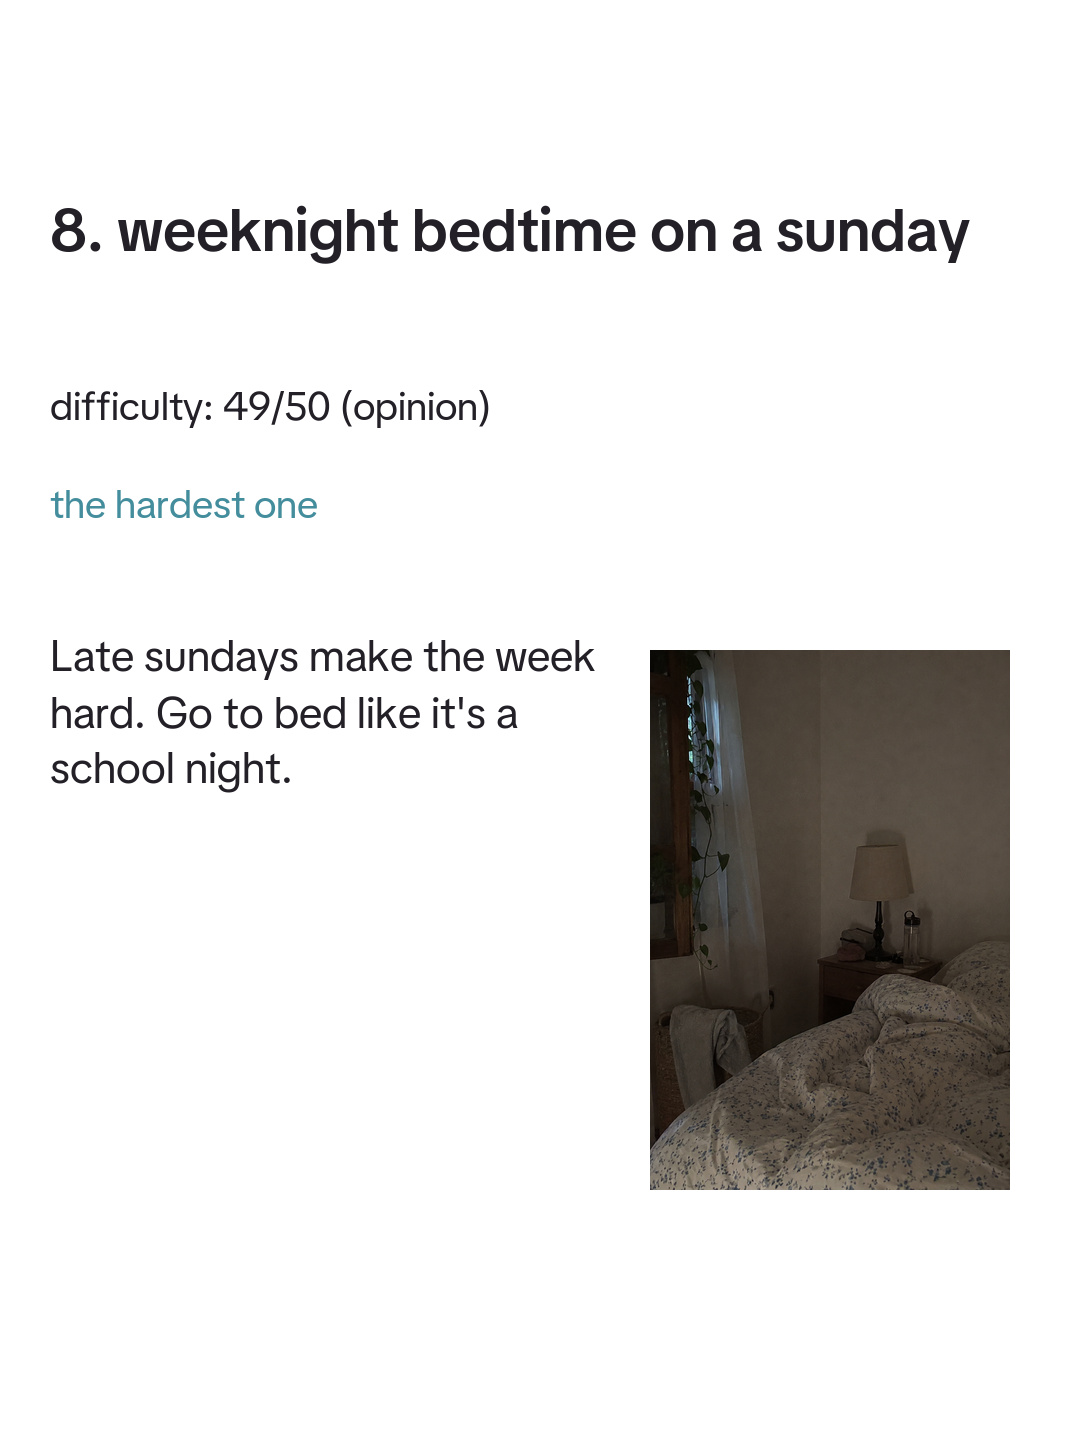 8. weeknight bedtime on a sunday
difficulty: 49/50 (opinion)
the hardest one
Late sundays make the week
hard. Go to bed like it's a
school night.